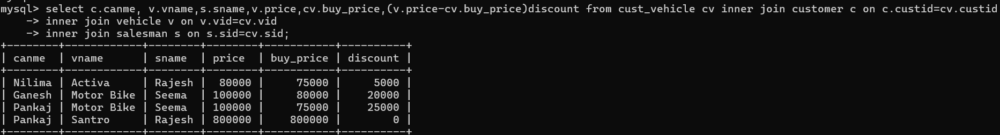 mysql> select c.canme, v.vname,s.sname,v.price,cv.buy_price,(v.price-cv.buy_price)discount from cust_vehicle cv inner join customer c on c.custid=cv.custid
    -> inner join vehicle v on v.vid=cv.vid
    -> inner join salesman s on s.sid=cv.sid;
+--------+------------+--------+--------+-----------+----------+
| canme  | vname      | sname  | price  | buy_price | discount |
+--------+------------+--------+--------+-----------+----------+
| Nilima | Activa     | Rajesh |  80000 |     75000 |     5000 |
| Ganesh | Motor Bike | Seema  | 100000 |     80000 |    20000 |
| Pankaj | Motor Bike | Seema  | 100000 |     75000 |    25000 |
| Pankaj | Santro     | Rajesh | 800000 |    800000 |        0 |
+--------+------------+--------+--------+-----------+----------+